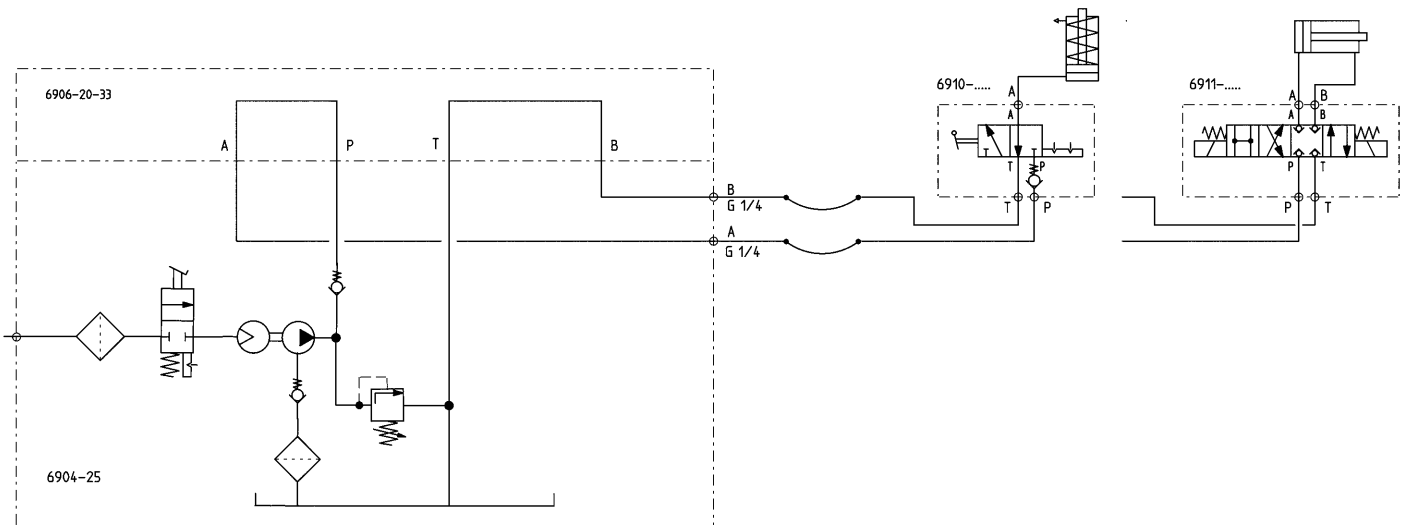 6906-20-33
A
P
T
B
B
G 1/4
A
G 1/4
6904-25
6910-.....
A
A
T
P
T
P
6911-.....
A
B
A
B
P
T
P
T